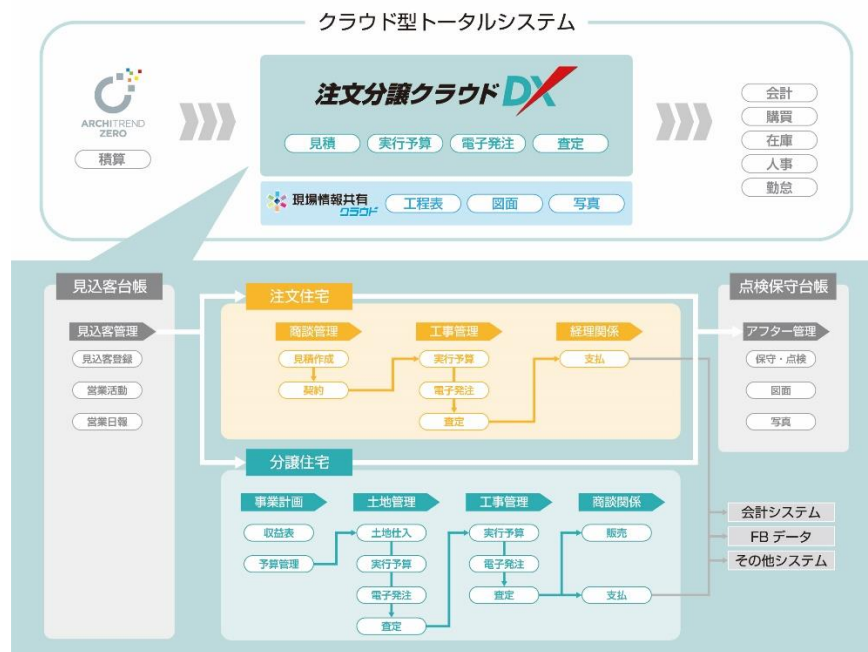 クラウド型トータルシステム
ARCHITREND
ZERO
積算
注文分譲クラウドDX
見積
実行予算
電子発注
査定
現場情報共有
クラウド
工程表
図面
写真
会計
購買
在庫
人事
勤怠
見込客台帳
見込客管理
見込客登録
営業活動
営業日報
注文住宅
商談管理
見積作成
契約
工事管理
実行予算
電子発注
査定
経理関係
支払
分譲住宅
事業計画
収益表
予算管理
土地管理
土地仕入
実行予算
電子発注
査定
工事管理
実行予算
電子発注
査定
商談関係
販売
支払
点検保守台帳
アフター管理
保守・点検
図面
写真
会計システム
FBデータ
その他システム